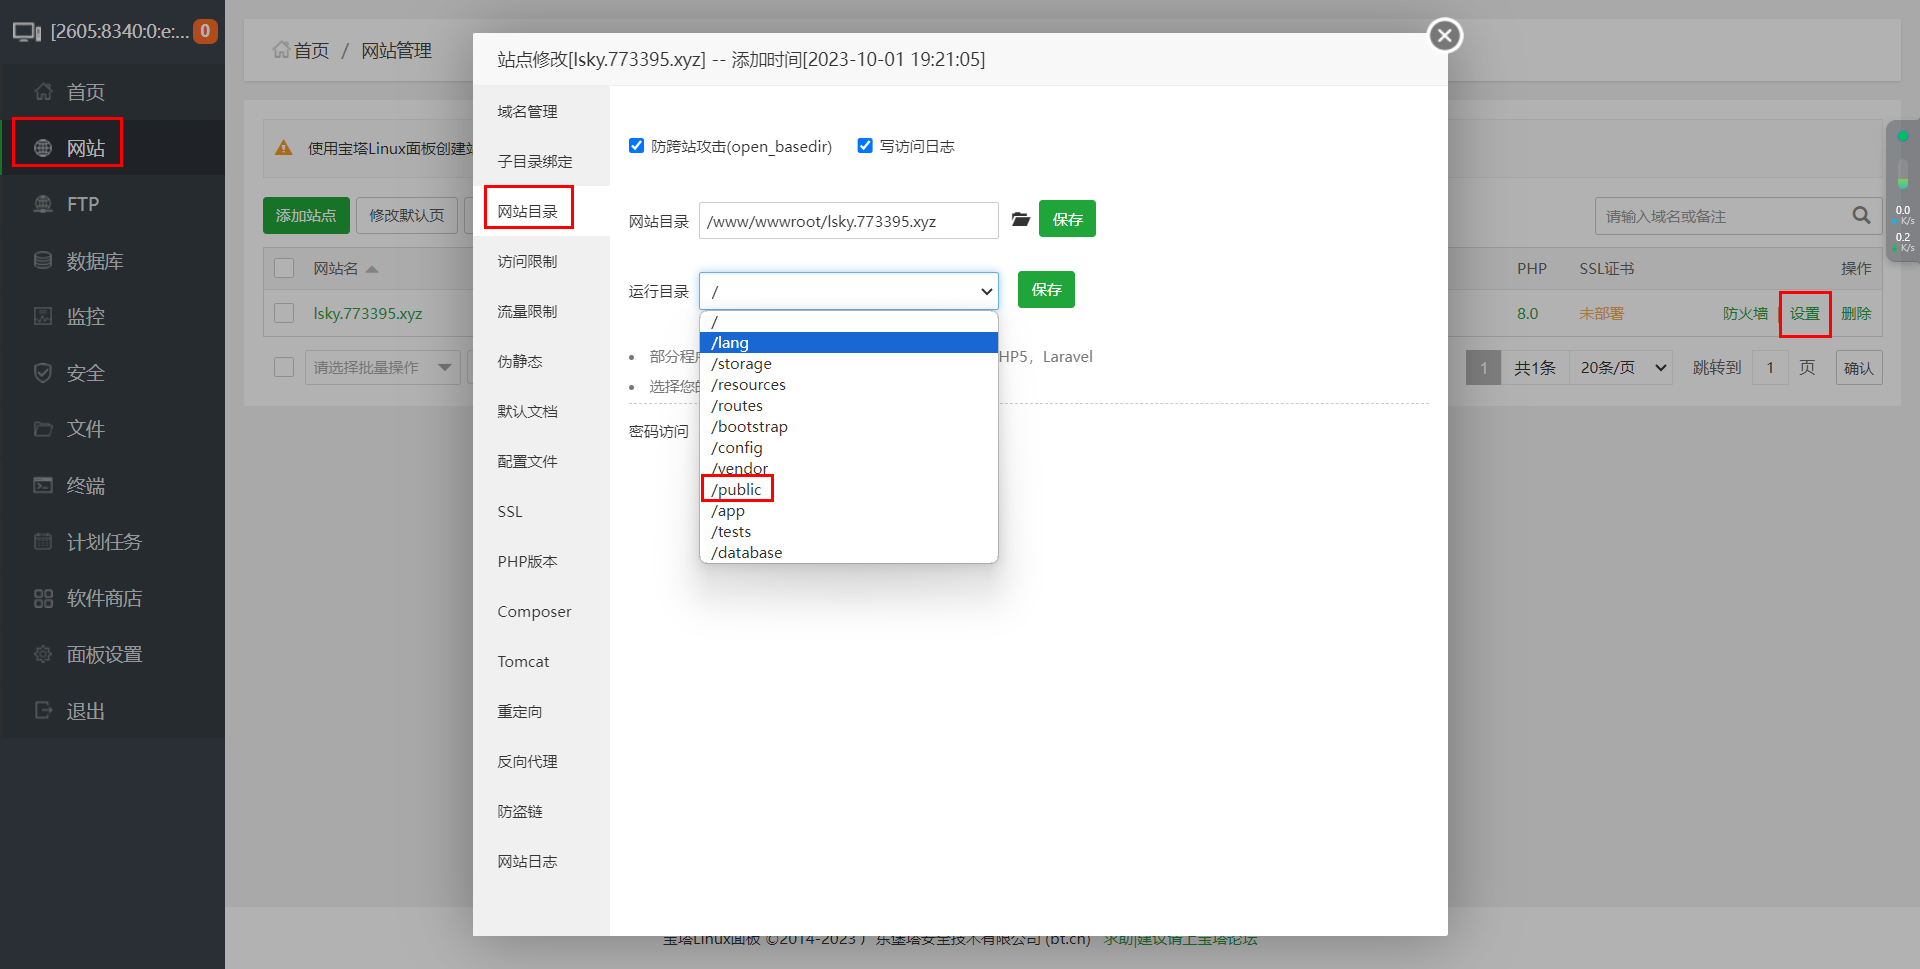 [2605:8340:0:e:... 0
首页
网站
FTP
数据库
监控
安全
文件
终端
计划任务
软件商店
面板设置
退出
首页 / 网站管理
使用宝塔Linux面板创建站
添加站点
修改默认页
网站名
lsky.773395.xyz
请选择批量操作
站点修改[lsky.773395.xyz] -- 添加时间[2023-10-01 19:21:05]
域名管理
子目录绑定
网站目录
访问限制
流量限制
伪静态
默认文档
配置文件
SSL
PHP版本
Composer
Tomcat
重定向
反向代理
防盗链
网站日志
防跨站攻击(open_basedir) 写访问日志
网站目录 /www/wwwroot/lsky.773395.xyz 保存
运行目录 / 保存
/
/lang
/storage
/resources
/routes
/bootstrap
/config
/vendor
/public
/app
/tests
/database
部分程 HP5，Laravel
选择您
密码访问
请输入域名或备注
PHP SSL证书 操作
8.0 未部署 防火墙 | 设置 删除
1 共1条 20条/页 跳转到 1 页 确认
0.0
K/s
0.2
K/s
宝塔Linux面板 ©2014-2023 广东堡塔安全技术有限公司 (bt.cn) 求助|建议请上宝塔论坛